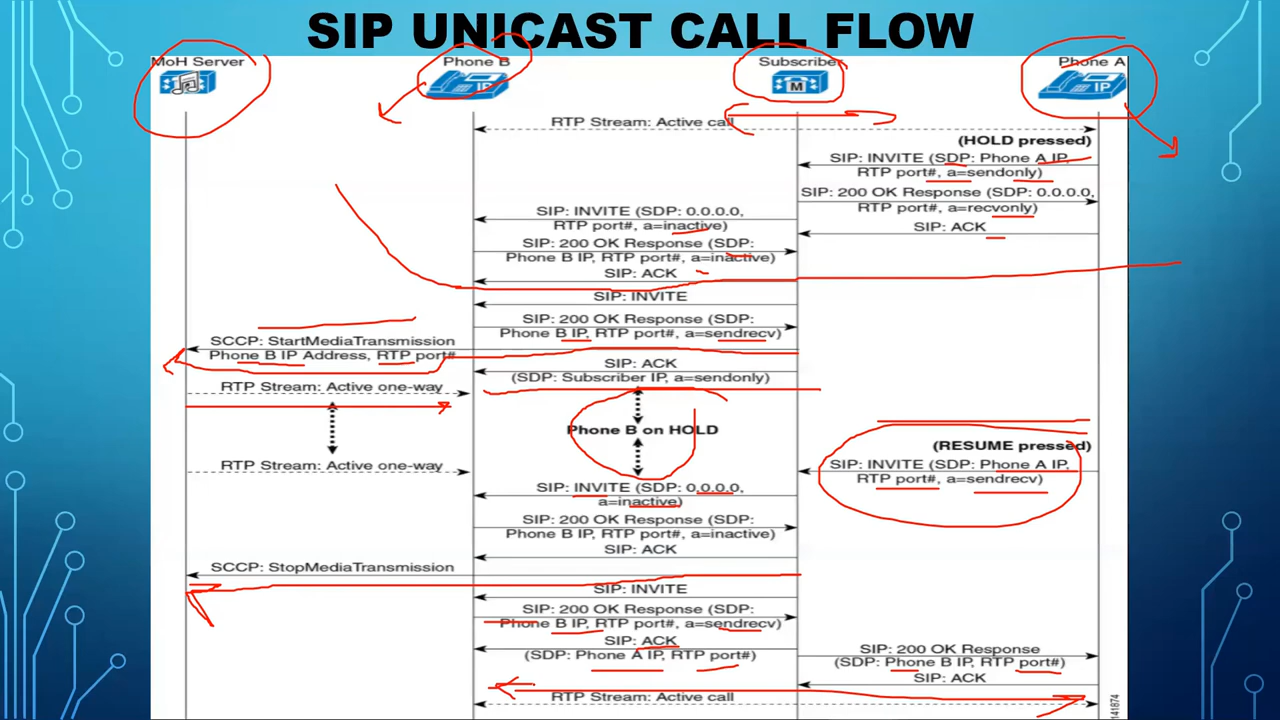 SIP UNICAST CALL FLOW
MoH Server
Phone B
Subscriber
Phone A
IP
M
IP
RTP Stream: Active call
(HOLD pressed)
SIP: INVITE (SDP: Phone A IP,
RTP port#, a=sendonly)
SIP: 200 OK Response (SDP: 0.0.0.0,
RTP port#, a=recvonly)
SIP: INVITE (SDP: 0.0.0.0,
RTP port#, a=inactive)
SIP: ACK
SIP: 200 OK Response (SDP:
Phone B IP, RTP port#, a=inactive)
SIP: ACK
SIP: INVITE
SIP: 200 OK Response (SDP:
Phone B IP, RTP port#, a=sendrecv)
SCCP: StartMediaTransmission
Phone B IP Address, RTP port#
SIP: ACK
(SDP: Subscriber IP, a=sendonly)
RTP Stream: Active one-way
Phone B on HOLD
(RESUME pressed)
SIP: INVITE (SDP: Phone A IP,
RTP port#, a=sendrecv)
RTP Stream: Active one-way
SIP: INVITE (SDP: 0.0.0.0,
a=inactive)
SIP: 200 OK Response (SDP:
Phone B IP, RTP port#, a=inactive)
SIP: ACK
SCCP: StopMediaTransmission
SIP: INVITE
SIP: 200 OK Response (SDP:
Phone B IP, RTP port#, a=sendrecv)
SIP: ACK
(SDP: Phone A IP, RTP port#)
SIP: 200 OK Response
(SDP: Phone B IP, RTP port#)
SIP: ACK
RTP Stream: Active call
141874